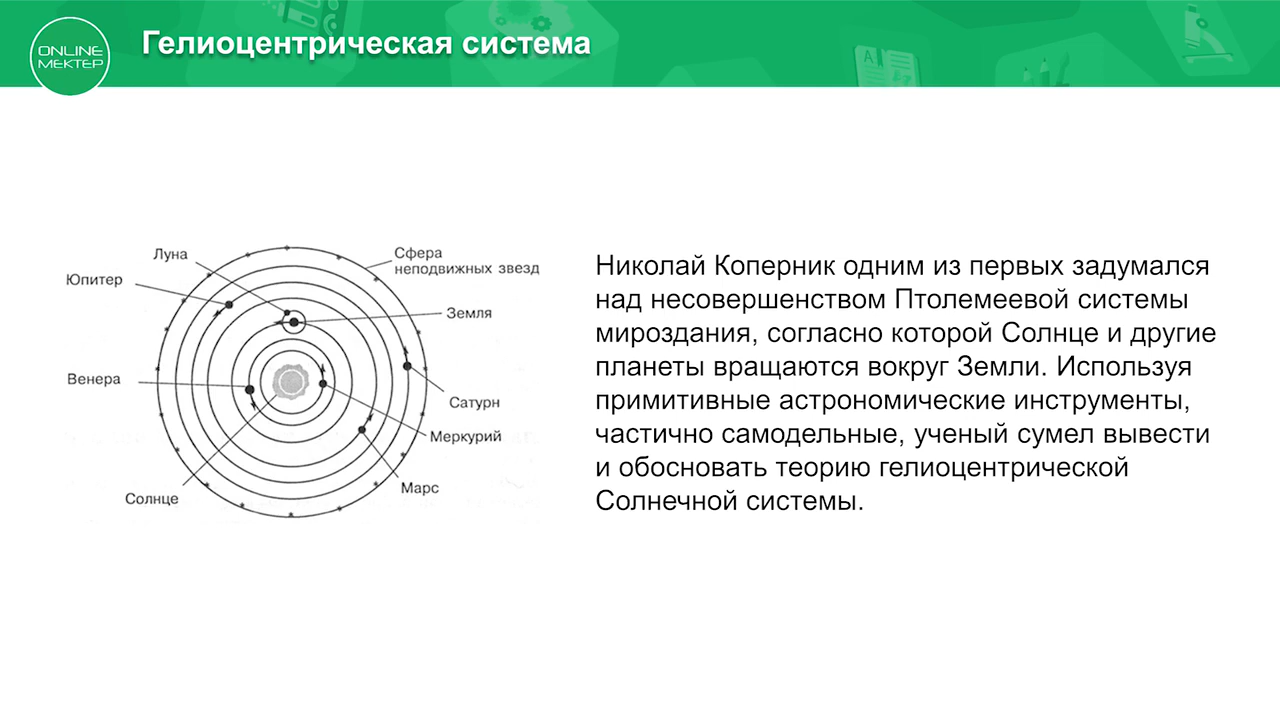 ONLINE
МЕКТЕР
Гелиоцентрическая система
Луна
Юпитер
Сфера
неподвижных звезд
Земля
Венера
Сатурн
Меркурий
Марс
Солнце
Николай Коперник одним из первых задумался
над несовершенством Птолемеевой системы
мироздания, согласно которой Солнце и другие
планеты вращаются вокруг Земли. Используя
примитивные астрономические инструменты,
частично самодельные, ученый сумел вывести
и обосновать теорию гелиоцентрической
Солнечной системы.